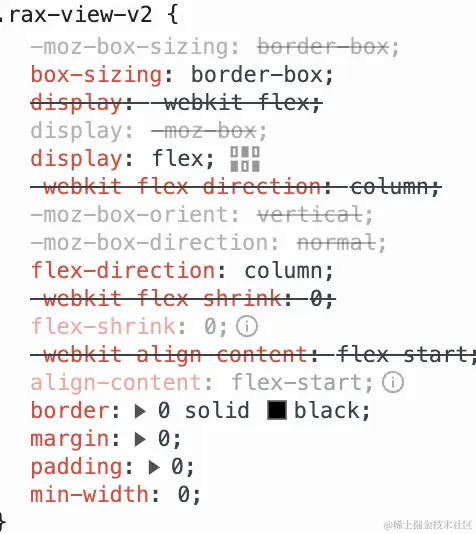 .rax-view-v2 {
-moz-box-sizing: border-box;
box-sizing: border-box;
display: -webkit-flex;
display: -moz-box;
display: flex;
-webkit-flex-direction: column;
-moz-box-orient: vertical;
-moz-box-direction: normal;
flex-direction: column;
-webkit-flex-shrink: 0;
flex-shrink: 0;
-webkit-align-content: flex-start;
align-content: flex-start;
border: ▶ 0 solid black;
margin: ▶ 0;
padding: ▶ 0;
min-width: 0;
}
@稀土掘金技术社区